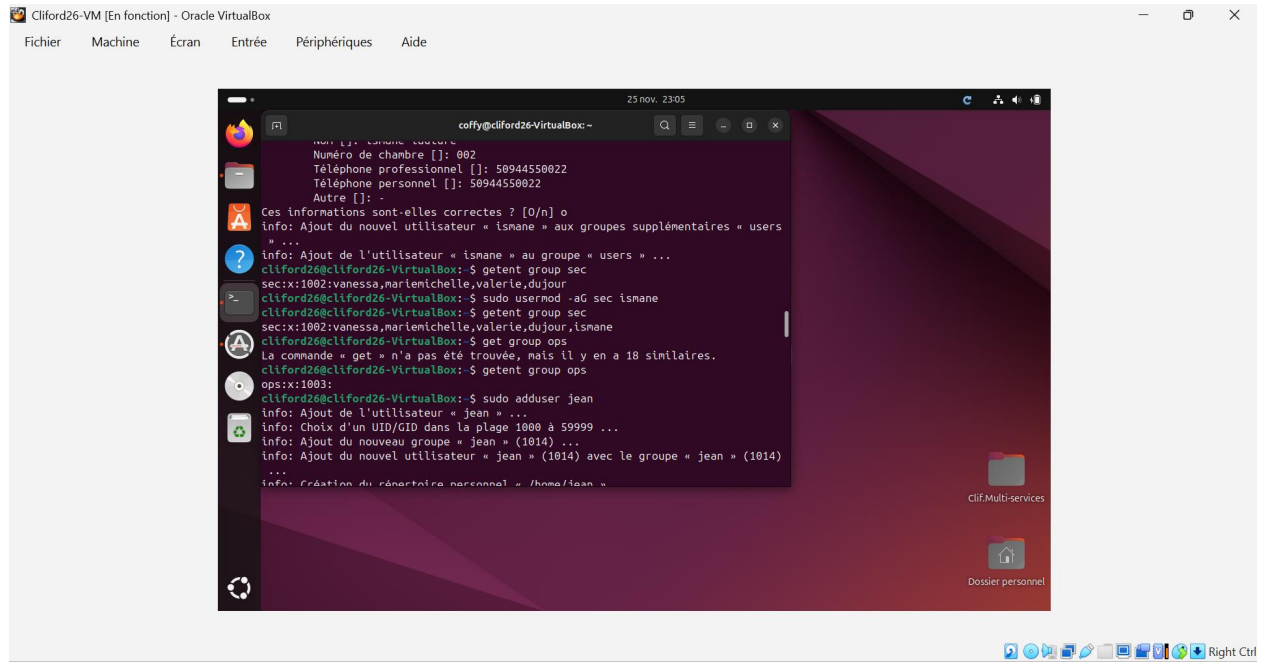 Cliford26-VM [En fonction] - Oracle VirtualBox
Fichier Machine Écran Entrée Périphériques Aide
25 nov. 23:05
coffy@cliford26-VirtualBox: ~
Numéro de chambre []: 002
Téléphone professionnel []: 50944550022
Téléphone personnel []: 50944550022
Autre []: -
Ces informations sont-elles correctes ? [O/n] o
info: Ajout du nouvel utilisateur « ismane » aux groupes supplémentaires « users
» ...
info: Ajout de l'utilisateur « ismane » au groupe « users » ...
cliford26@cliford26-VirtualBox:~$ getent group sec
sec:x:1002:vanessa,mariemichelle,valerie,dujour
cliford26@cliford26-VirtualBox:~$ sudo usermod -aG sec ismane
cliford26@cliford26-VirtualBox:~$ getent group sec
sec:x:1002:vanessa,mariemichelle,valerie,dujour,ismane
cliford26@cliford26-VirtualBox:~$ get group ops
La commande « get » n'a pas été trouvée, mais il y en a 18 similaires.
cliford26@cliford26-VirtualBox:~$ getent group ops
ops:x:1003:
cliford26@cliford26-VirtualBox:~$ sudo adduser jean
info: Ajout de l'utilisateur « jean » ...
info: Choix d'un UID/GID dans la plage 1000 à 59999 ...
info: Ajout du nouveau groupe « jean » (1014) ...
info: Ajout du nouvel utilisateur « jean » (1014) avec le groupe « jean » (1014)
...
info: Création du répertoire personnel « /home/jean »
Clif.Multi-services
Dossier personnel
Right Ctrl